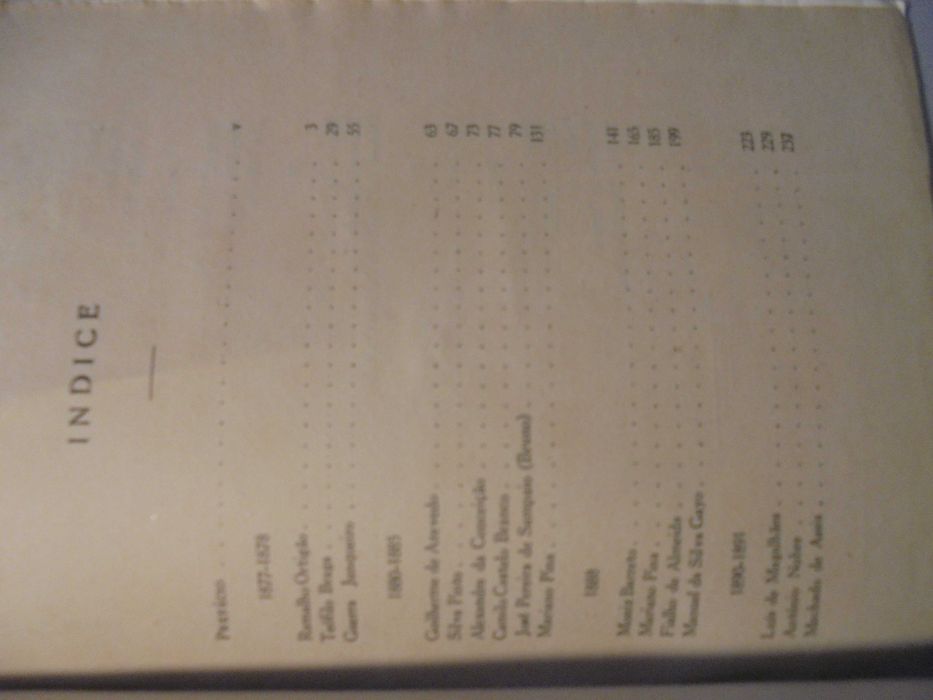 INDICE
Prefácio . . . . . . . . . . v
1877-1878
Ramalho Ortigão . . . . . . . . . . 3
Teófilo Braga . . . . . . . . . . 29
Guerra Junqueiro . . . . . . . . . . 55
1880-1885
Guilherme de Azevedo . . . . . . . . . . 63
Silva Pinto . . . . . . . . . . 67
Alexandre da Conceição . . . . . . . . . . 73
Camilo Castelo Branco . . . . . . . . . . 77
José Pereira de Sampaio (Bruno) . . . . . . . . . . 79
Mariano Pina . . . . . . . . . . 131
1888
Moniz Barreto . . . . . . . . . . 141
Mariano Pina . . . . . . . . . . 165
Fialho de Almeida . . . . . . . . . . 185
Manuel da Silva Gayo . . . . . . . . . . 199
1890-1891
Luís de Magalhães . . . . . . . . . . 223
António Nobre . . . . . . . . . . 229
Machado de Assis . . . . . . . . . . 237